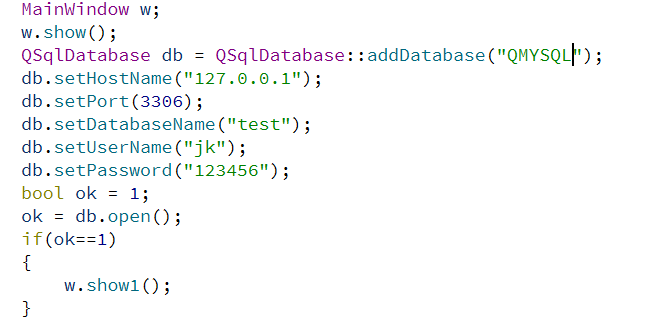 MainWindow w;
w.show();
QSqlDatabase db = QSqlDatabase::addDatabase("QMYSQL");
db.setHostName("127.0.0.1");
db.setPort(3306);
db.setDatabaseName("test");
db.setUserName("jk");
db.setPassword("123456");
bool ok = 1;
ok = db.open();
if(ok==1)
{
    w.show1();
}